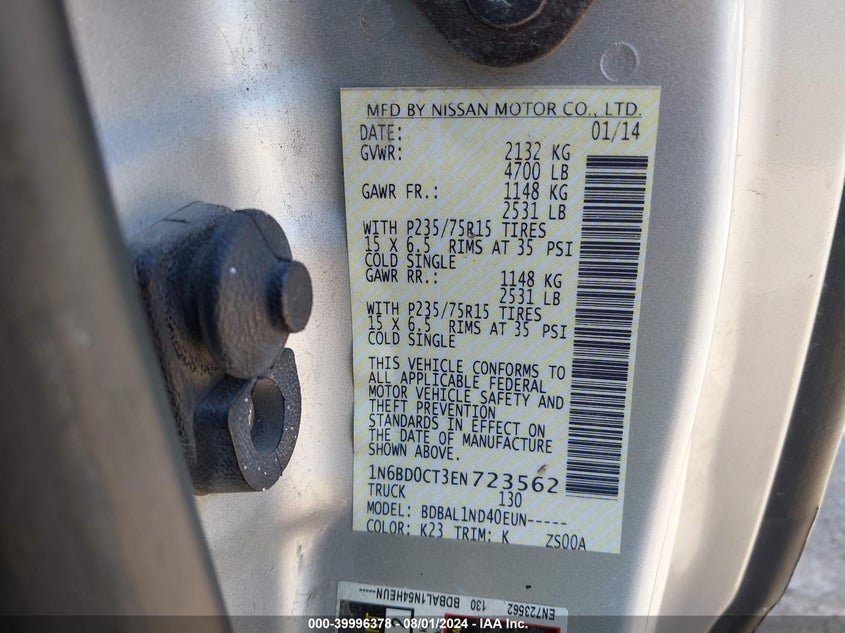 MFD BY NISSAN MOTOR CO., LTD.
DATE: 01/14
GVWR: 2132 KG
4700 LB
GAWR FR.: 1148 KG
2531 LB
WITH P235/75R15 TIRES
15 X 6.5 RIMS AT 35 PSI
COLD SINGLE
GAWR RR.: 1148 KG
2531 LB
WITH P235/75R15 TIRES
15 X 6.5 RIMS AT 35 PSI
COLD SINGLE
THIS VEHICLE CONFORMS TO
ALL APPLICABLE FEDERAL
MOTOR VEHICLE SAFETY AND
THEFT PREVENTION
STANDARDS IN EFFECT ON
THE DATE OF MANUFACTURE
SHOWN ABOVE.
1N6BD0CT3EN723562
TRUCK 130
MODEL: BDBAL1ND40EUN-----
COLOR: K23 TRIM: K ZS00A
EN723562
130 BDBAL1N54HEUN-----
000-39996378 - 08/01/2024 - IAA Inc.